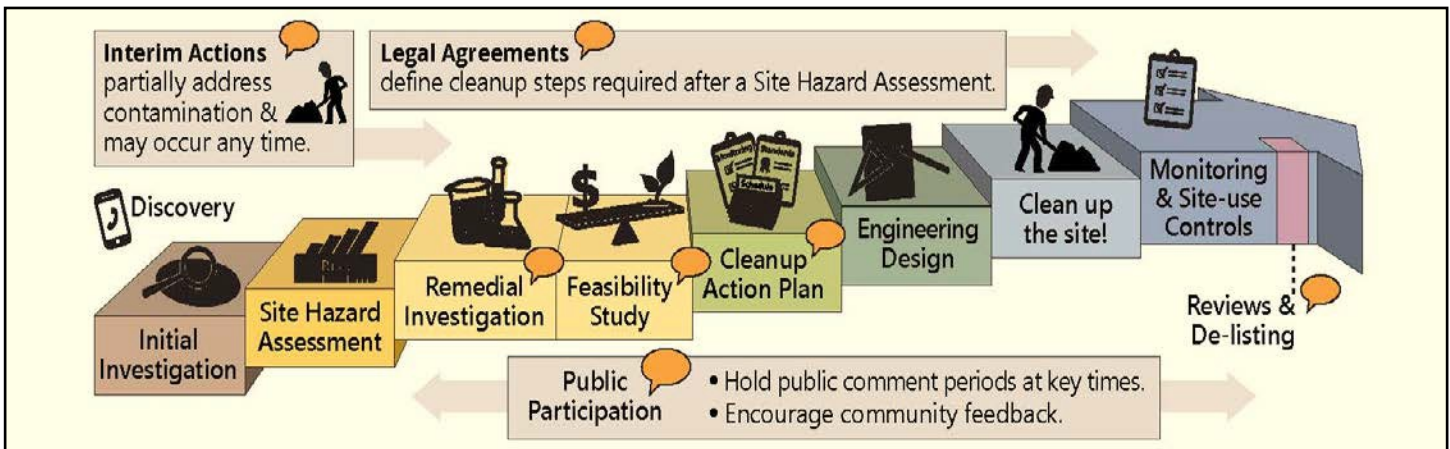 Interim Actions
partially address
contamination &
may occur any time.
Legal Agreements
define cleanup steps required after a Site Hazard Assessment.
Discovery
Initial
Investigation
Site Hazard
Assessment
Remedial
Investigation
$
Feasibility
Study
Monitoring
Standards
Schedule
Cleanup
Action Plan
Engineering
Design
Clean up
the site!
Monitoring
& Site-use
Controls
Reviews &
De-listing
Public
Participation
• Hold public comment periods at key times.
• Encourage community feedback.